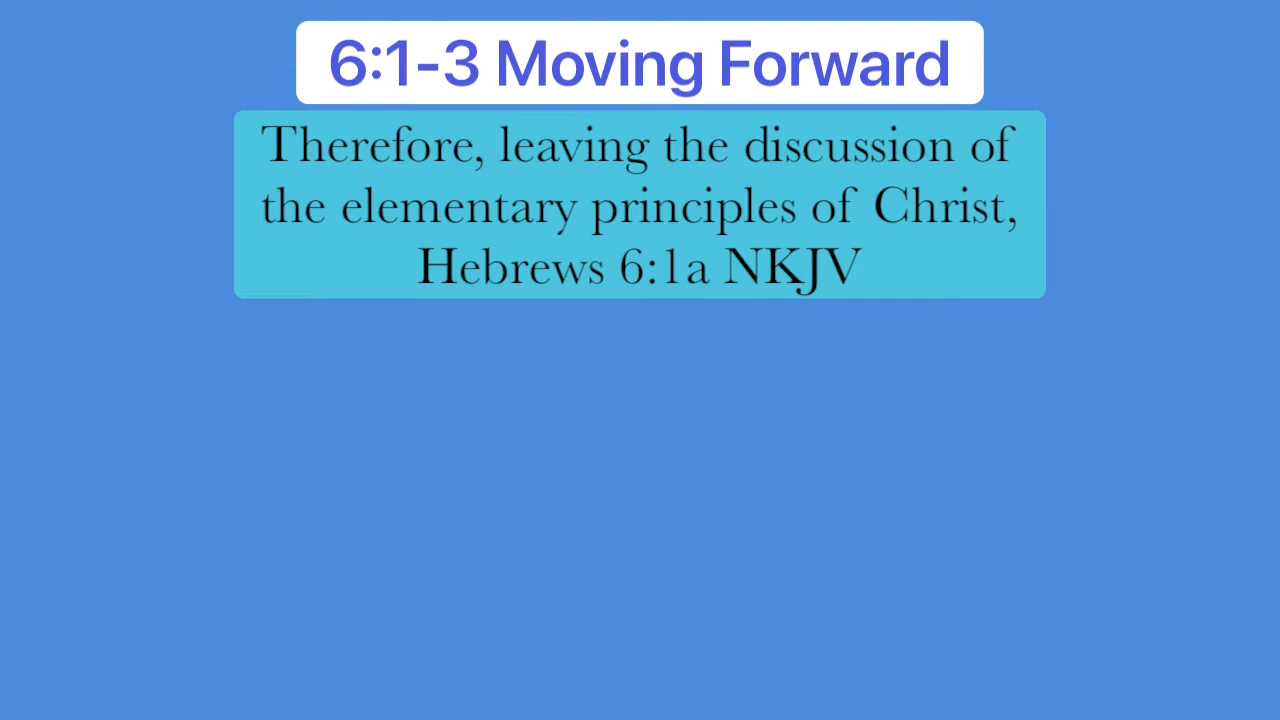 6:1-3 Moving Forward
Therefore, leaving the discussion of
the elementary principles of Christ,
Hebrews 6:1a NKJV